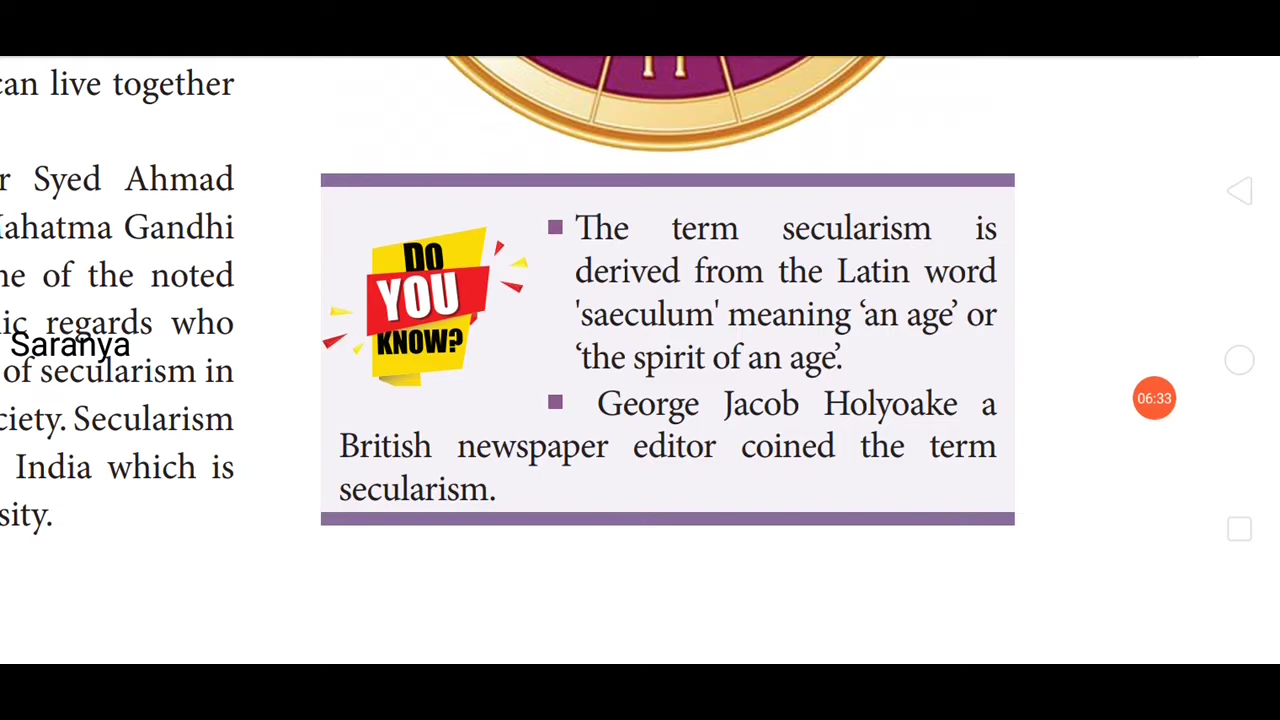 can live together
r Syed Ahmad
Mahatma Gandhi
ne of the noted
ic regards who
Saranya
of secularism in
ciety. Secularism
India which is
sity.
DO
YOU
KNOW?
■ The term secularism is
derived from the Latin word
'saeculum' meaning ‘an age’ or
‘the spirit of an age’.
■ George Jacob Holyoake a
British newspaper editor coined the term
secularism.
06:33